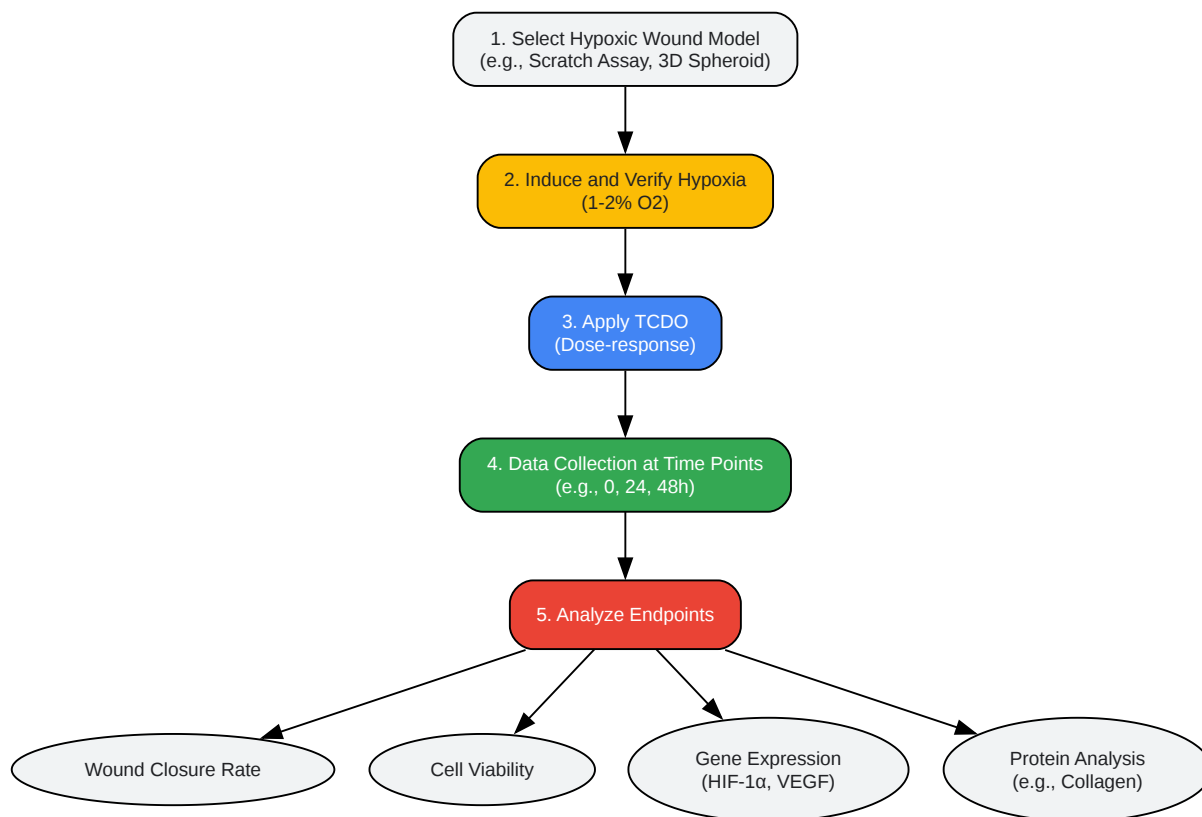 1. Select Hypoxic Wound Model
(e.g., Scratch Assay, 3D Spheroid)
2. Induce and Verify Hypoxia
(1-2% O2)
3. Apply TCDO
(Dose-response)
4. Data Collection at Time Points
(e.g., 0, 24, 48h)
5. Analyze Endpoints
Wound Closure Rate
Cell Viability
Gene Expression
(HIF-1α, VEGF)
Protein Analysis
(e.g., Collagen)